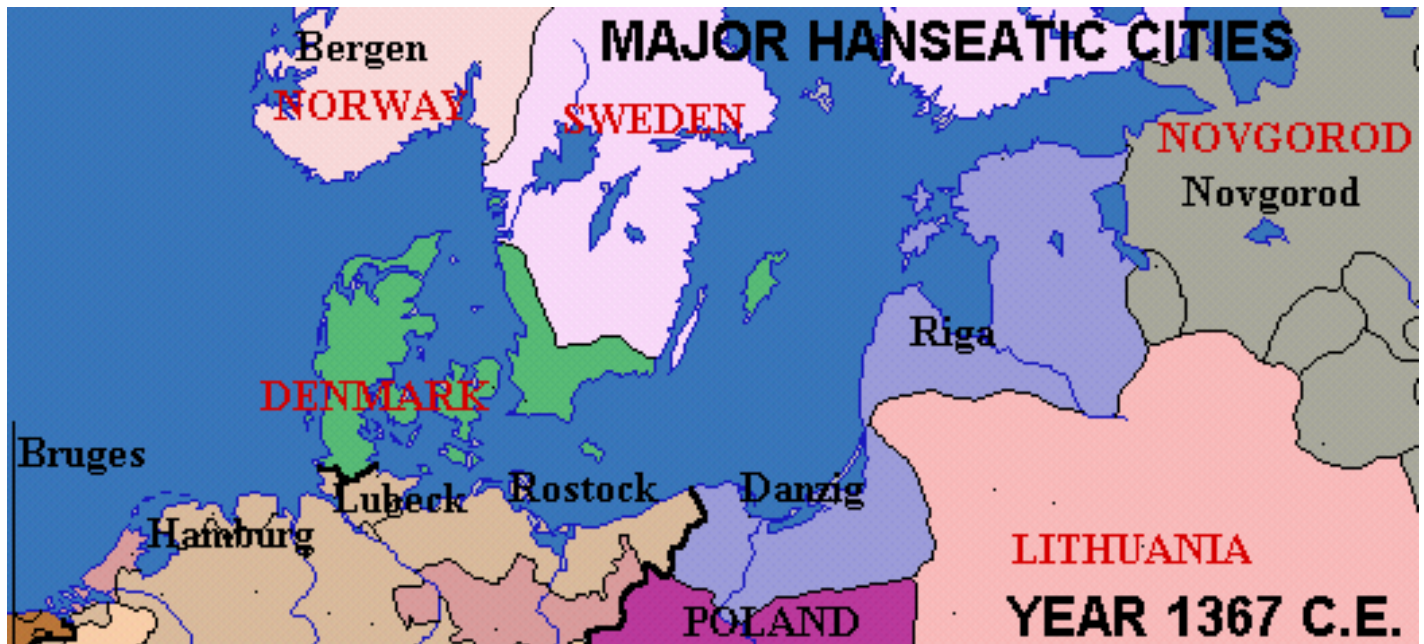 MAJOR HANSEATIC CITIES
Bergen
NORWAY
SWEDEN
NOVGOROD
Novgorod
Riga
DENMARK
Bruges
Lubeck
Rostock
Danzig
Hamburg
LITHUANIA
POLAND
YEAR 1367 C.E.